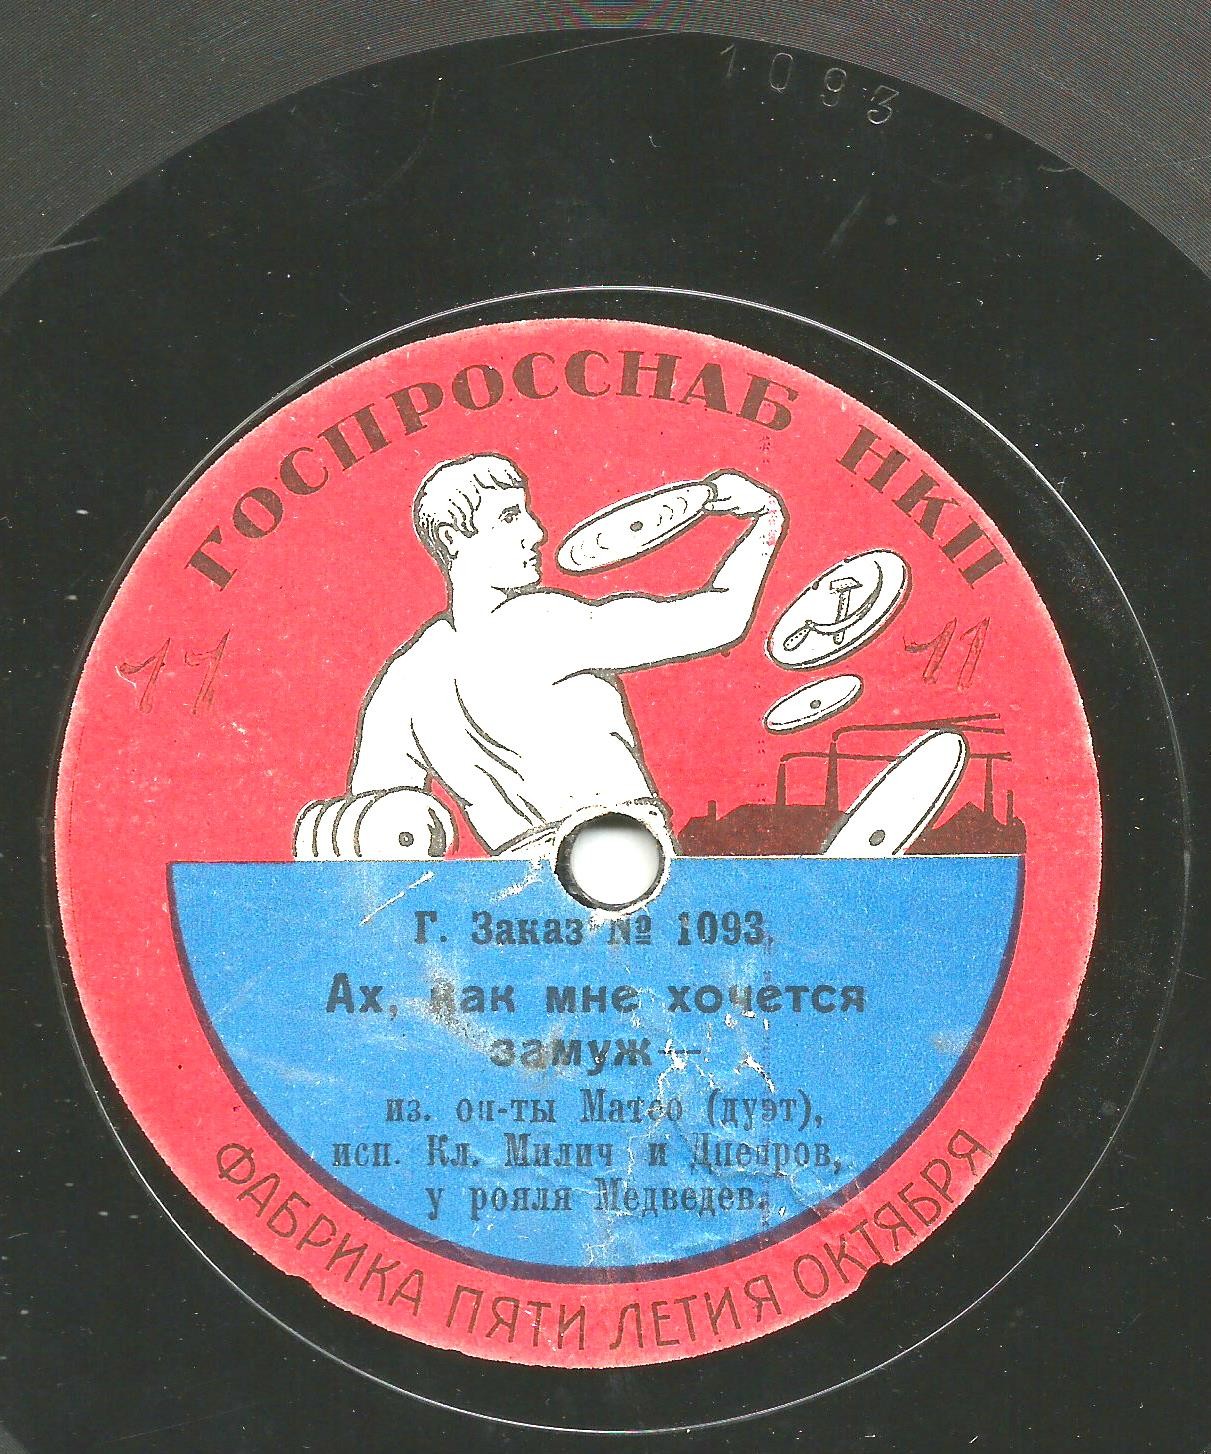 1093
ГОСПРОССНАБ НКП
11 11
Г. Заказ № 1093.
Ах, как мне хочется
замуж—
из. оп-ты Матео (дуэт),
исп. Кл. Милич и Днепров,
у рояля Медведев.
ФАБРИКА ПЯТИ ЛЕТИЯ ОКТЯБРЯ